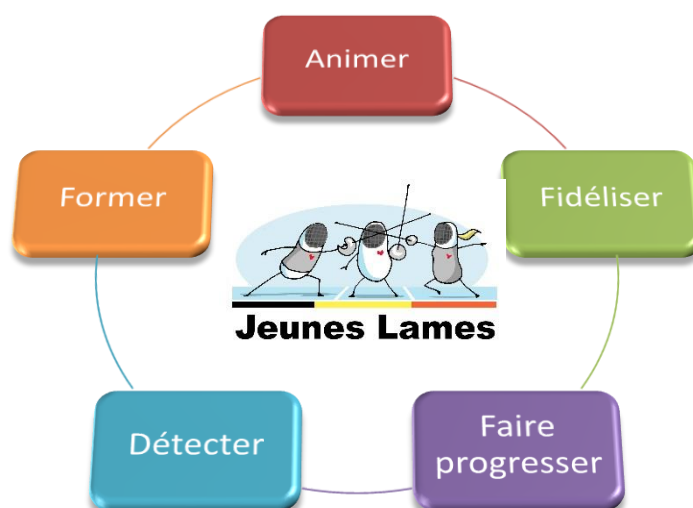 Animer
Former
Fidéliser
Jeunes Lames
Détecter
Faire
progresser